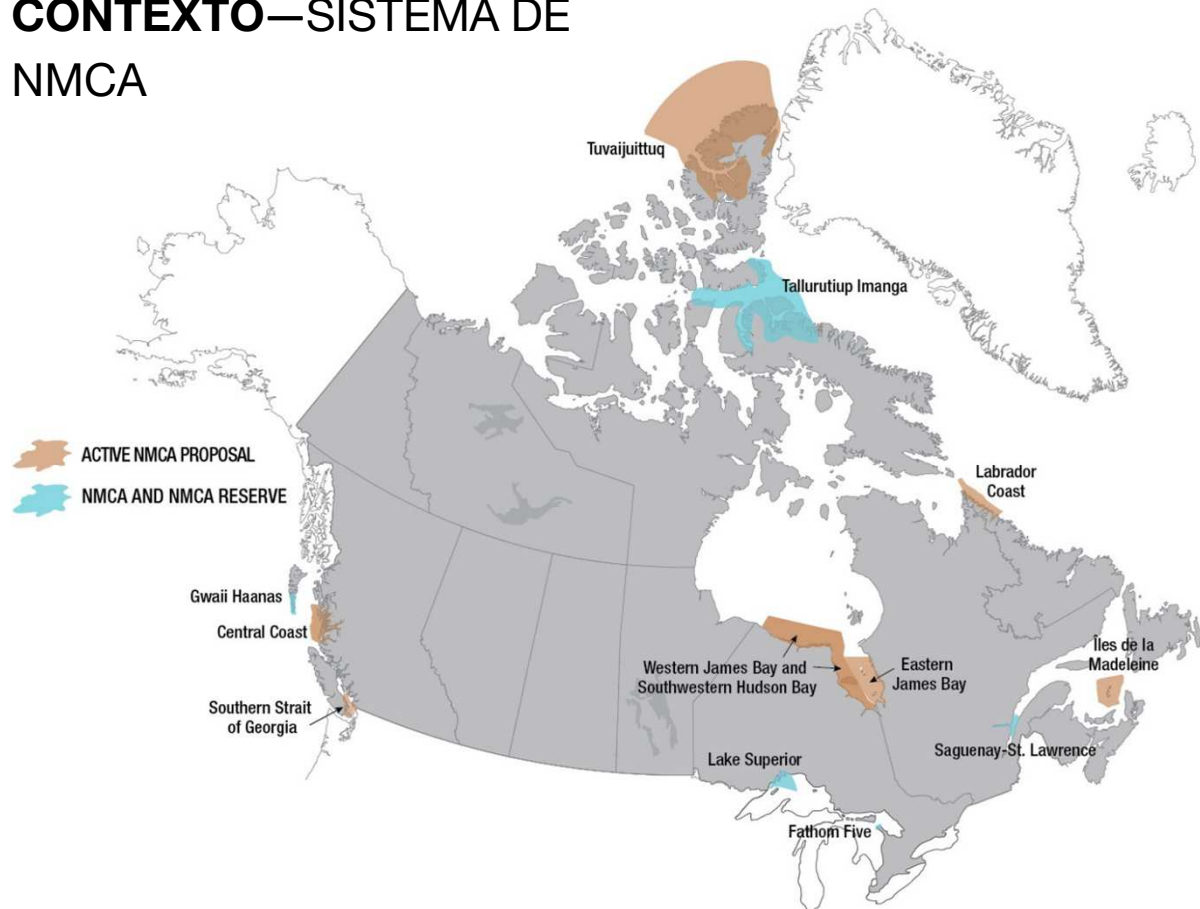 CONTEXTO—SISTEMA DE
NMCA
Tuvaijuittuq
Tallurutiup Imanga
ACTIVE NMCA PROPOSAL
NMCA AND NMCA RESERVE
Labrador
Coast
Gwaii Haanas
Central Coast
Îles de la
Madeleine
Western James Bay and
Southwestern Hudson Bay
Eastern
James Bay
Southern Strait
of Georgia
Saguenay-St. Lawrence
Lake Superior
Fathom Five